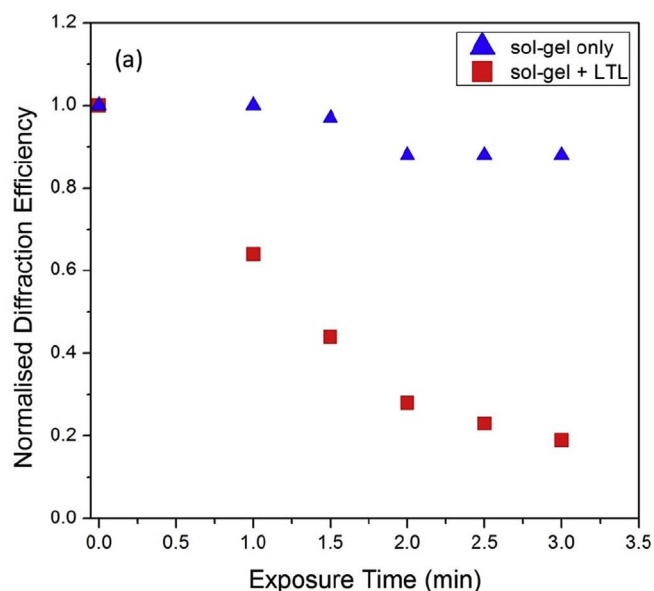 (a)
sol-gel only
sol-gel + LTL
Normalised Diffraction Efficiency
1.2
1.0
0.8
0.6
0.4
0.2
0.0
0.0 0.5 1.0 1.5 2.0 2.5 3.0 3.5
Exposure Time (min)